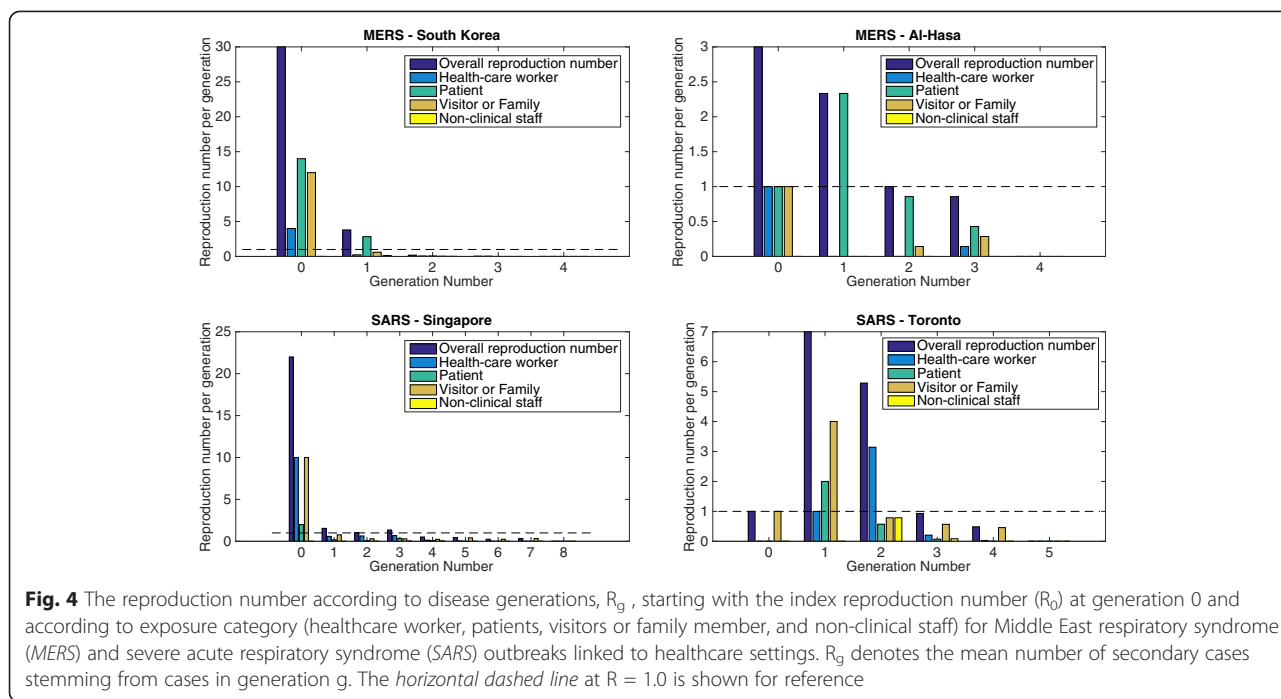 MERS - South Korea
Reproduction number per generation
30
20
10
5
0
Overall reproduction number
Health-care worker
Patient
Visitor or Family
Non-clinical staff
0 1 2 3 4
Generation Number
MERS - Al-Hasa
Reproduction number per generation
3
2.5
2
1.5
1
0.5
0
Overall reproduction number
Health-care worker
Patient
Visitor or Family
Non-clinical staff
0 1 2 3 4
Generation Number
SARS - Singapore
Reproduction number per generation
25
20
15
10
5
0
Overall reproduction number
Health-care worker
Patient
Visitor or Family
Non-clinical staff
0 1 2 3 4 5 6 7 8
Generation Number
SARS - Toronto
Reproduction number per generation
7
6
5
4
3
2
1
0
Overall reproduction number
Health-care worker
Patient
Visitor or Family
Non-clinical staff
0 1 2 3 4 5
Generation Number
Fig. 4 The reproduction number according to disease generations, Rg , starting with the index reproduction number (R0) at generation 0 and
according to exposure category (healthcare worker, patients, visitors or family member, and non-clinical staff) for Middle East respiratory syndrome
(MERS) and severe acute respiratory syndrome (SARS) outbreaks linked to healthcare settings. Rg denotes the mean number of secondary cases
stemming from cases in generation g. The horizontal dashed line at R = 1.0 is shown for reference